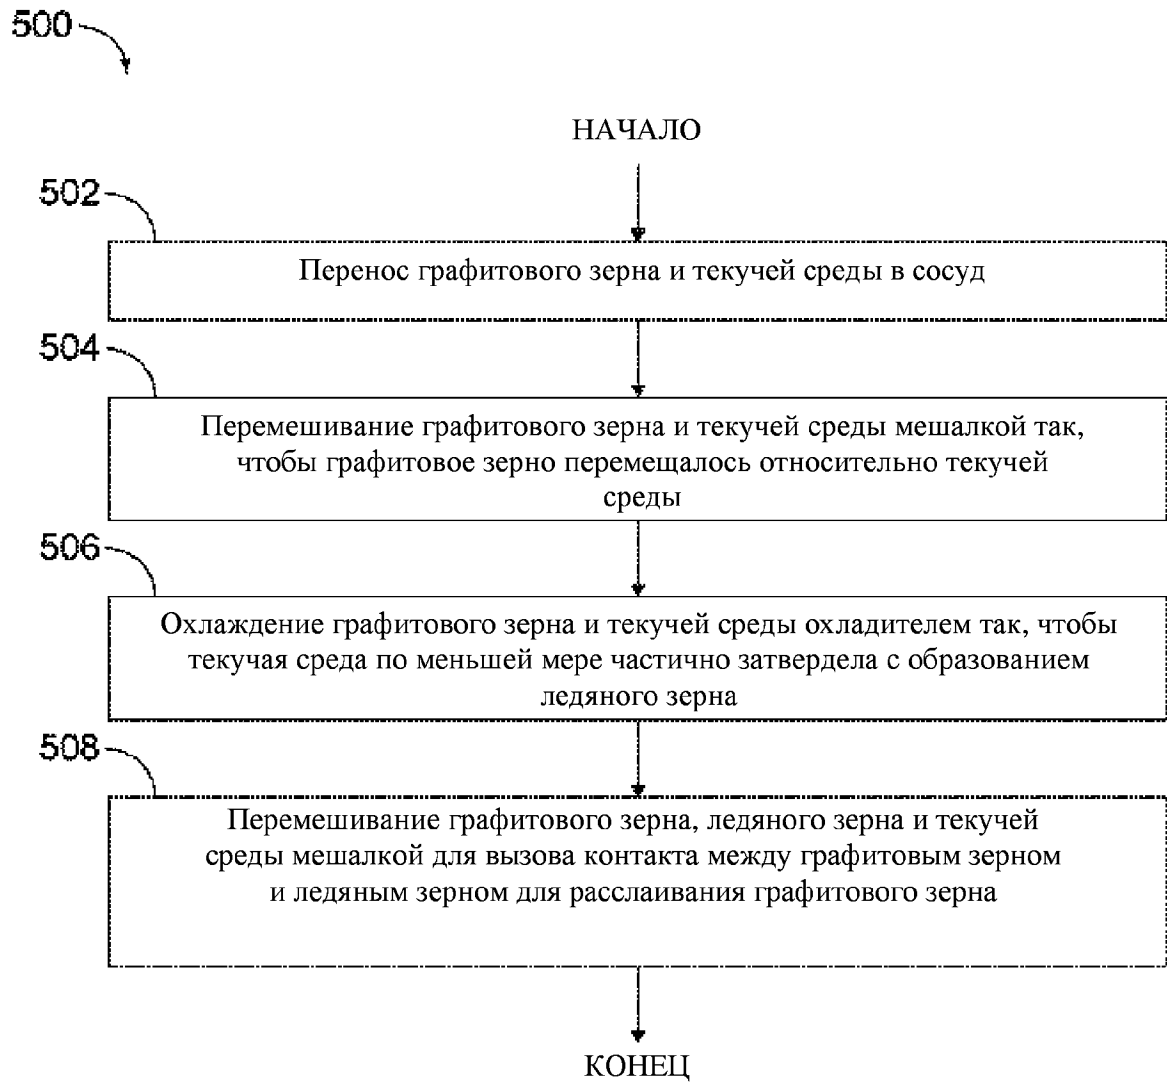 500
НАЧАЛО
502
Перенос графитового зерна и текучей среды в сосуд
504
Перемешивание графитового зерна и текучей среды мешалкой так,
чтобы графитовое зерно перемещалось относительно текучей
среды
506
Охлаждение графитового зерна и текучей среды охладителем так, чтобы
текучая среда по меньшей мере частично затвердела с образованием
ледяного зерна
508
Перемешивание графитового зерна, ледяного зерна и текучей
среды мешалкой для вызова контакта между графитовым зерном
и ледяным зерном для расслаивания графитового зерна
КОНЕЦ